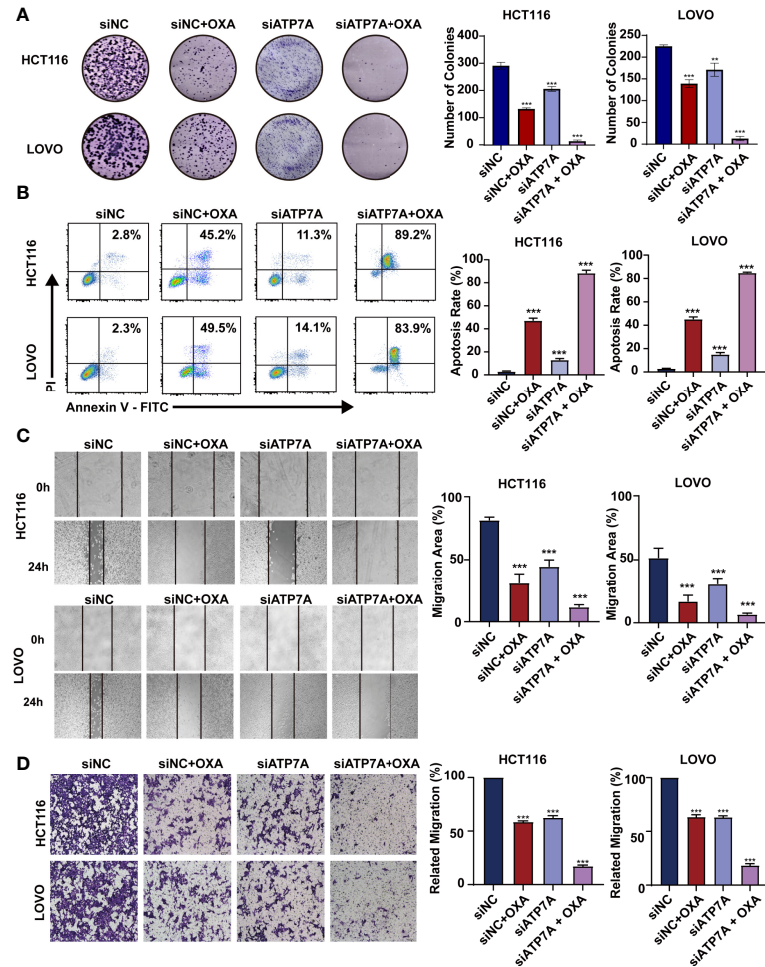 A
siNC siNC+OXA siATP7A siATP7A+OXA
HCT116
LOVO
HCT116
Number of Colonies
400
300
200
100
0
***
***
***
siNC
siNC+OXA
siATP7A
siATP7A + OXA
LOVO
Number of Colonies
250
200
150
100
50
0
***
**
***
siNC
siNC+OXA
siATP7A
siATP7A + OXA
B
siNC siNC+OXA siATP7A siATP7A+OXA
HCT116
2.8% 45.2% 11.3% 89.2%
LOVO
2.3% 49.5% 14.1% 83.9%
PI
Annexin V - FITC
HCT116
Apotosis Rate (%)
100
80
60
40
20
0
***
***
***
siNC
siNC+OXA
siATP7A
siATP7A + OXA
LOVO
Apotosis Rate (%)
100
80
60
40
20
0
***
***
***
siNC
siNC+OXA
siATP7A
siATP7A + OXA
C
siNC siNC+OXA siATP7A siATP7A+OXA
HCT116
0h
24h
siNC siNC+OXA siATP7A siATP7A+OXA
LOVO
0h
24h
HCT116
Migration Area (%)
100
50
0
***
***
***
siNC
siNC+OXA
siATP7A
siATP7A + OXA
LOVO
Migration Area (%)
100
50
0
***
***
***
siNC
siNC+OXA
siATP7A
siATP7A + OXA
D
siNC siNC+OXA siATP7A siATP7A+OXA
HCT116
LOVO
HCT116
Related Migration (%)
100
50
0
***
***
***
siNC
siNC+OXA
siATP7A
siATP7A + OXA
LOVO
Related Migration (%)
100
50
0
***
***
***
siNC
siNC+OXA
siATP7A
siATP7A + OXA